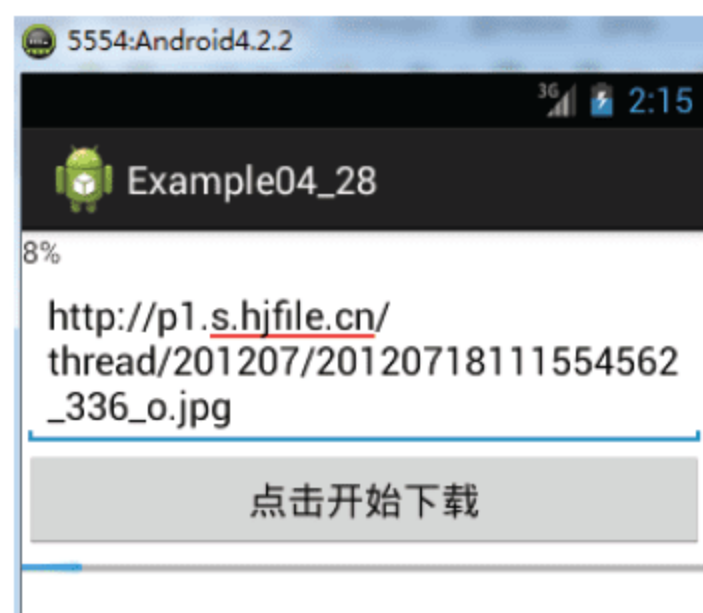 5554:Android4.2.2
3G 2:15
Example04_28
8%
http://p1.s.hjfile.cn/
thread/201207/20120718111554562
_336_o.jpg
点击开始下载